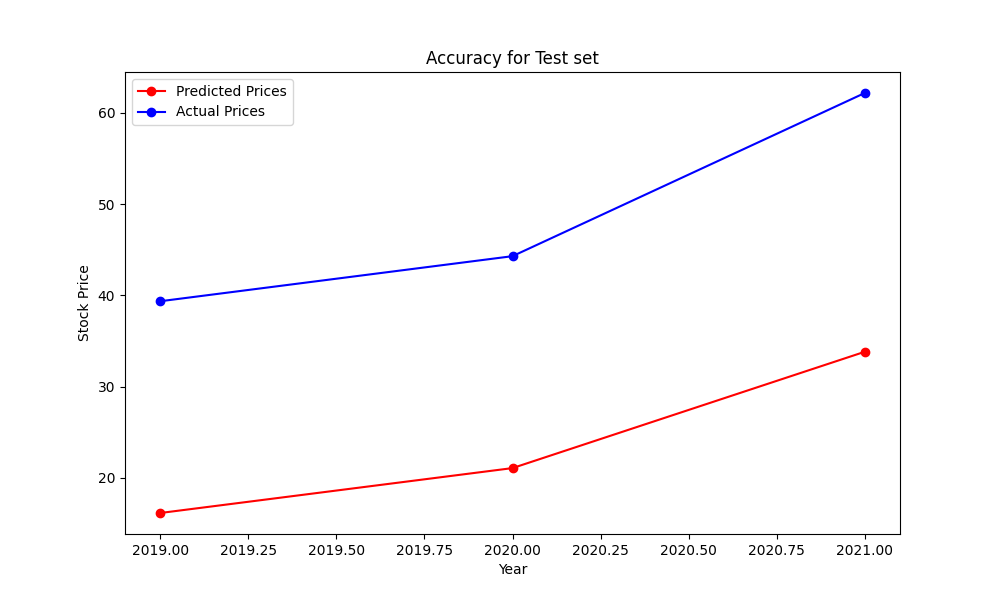 Accuracy for Test set
Predicted Prices
Actual Prices
60
50
40
30
20
Stock Price
2019.00 2019.25 2019.50 2019.75 2020.00 2020.25 2020.50 2020.75 2021.00
Year